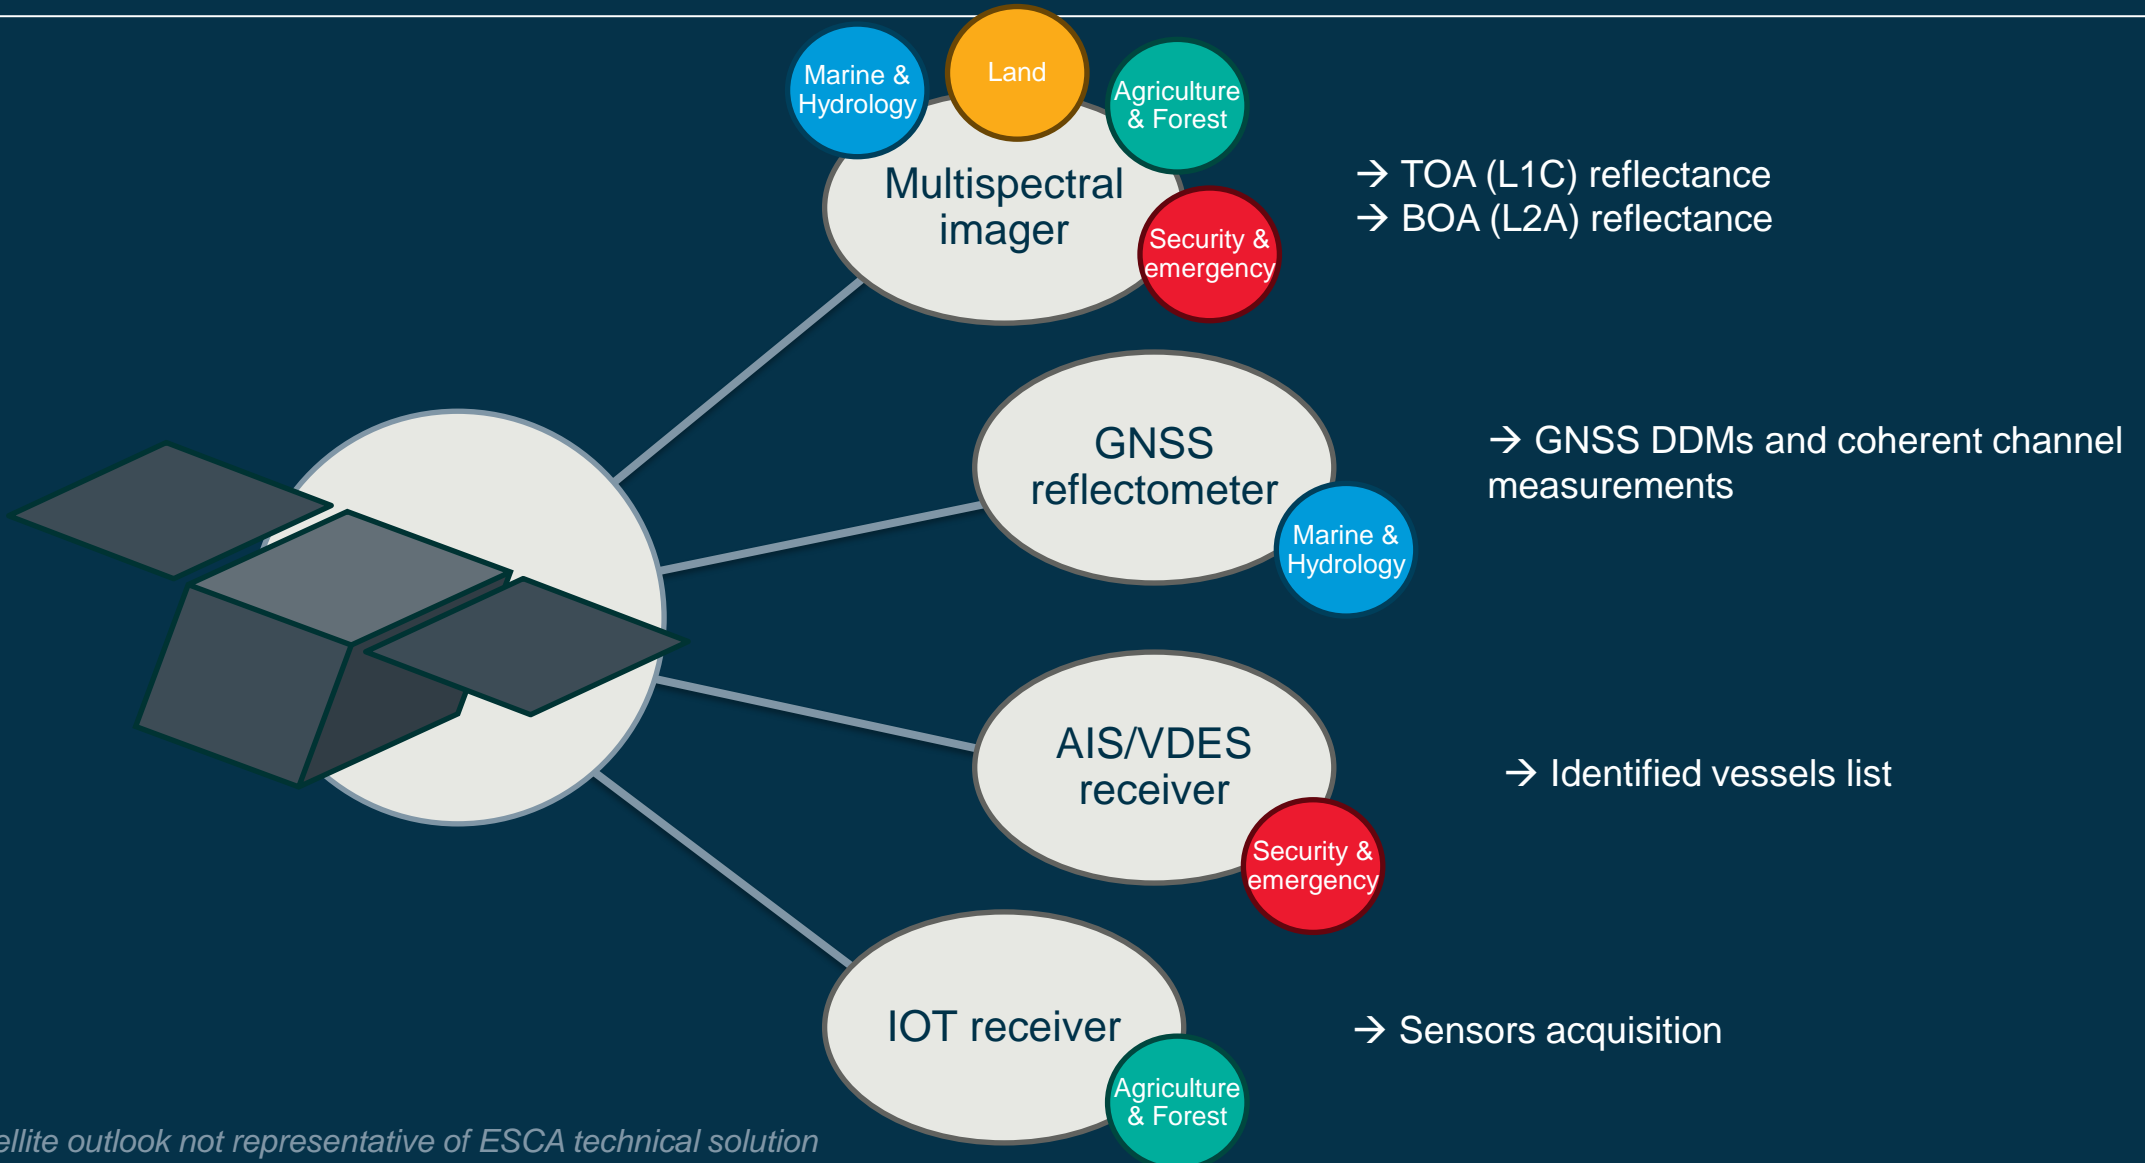 Marine &
Hydrology
Land
Agriculture
& Forest
Multispectral
imager
Security &
emergency
→ TOA (L1C) reflectance
→ BOA (L2A) reflectance
GNSS
reflectometer
Marine &
Hydrology
→ GNSS DDMs and coherent channel
measurements
AIS/VDES
receiver
Security &
emergency
→ Identified vessels list
IOT receiver
Agriculture
& Forest
→ Sensors acquisition
outlook not representative of ESCA technical solution